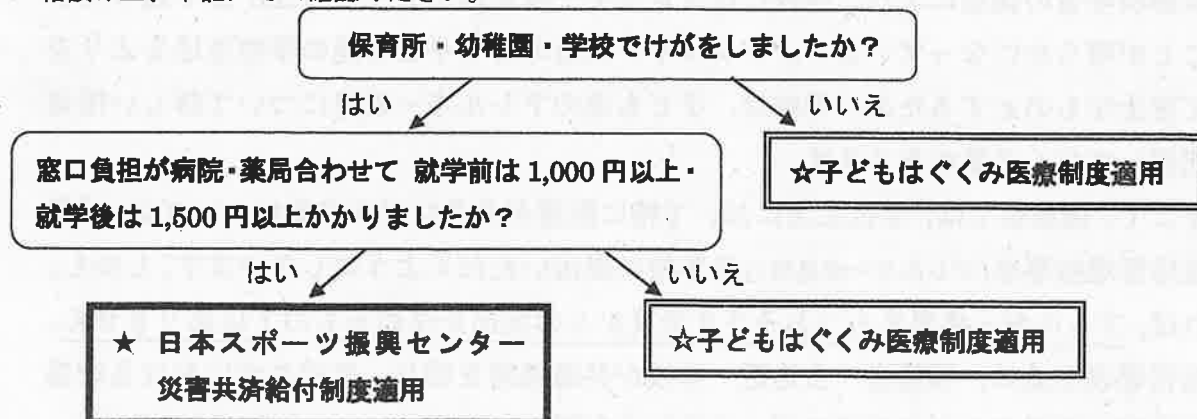 保育所・幼稚園・学校でけがをしましたか？
はい
いいえ
窓口負担が病院・薬局合わせて 就学前は 1,000 円以上・
就学後は 1,500 円以上かかりましたか？
☆子どもはぐくみ医療制度適用
はい
いいえ
★ 日本スポーツ振興センター
災害共済給付制度適用
☆子どもはぐくみ医療制度適用